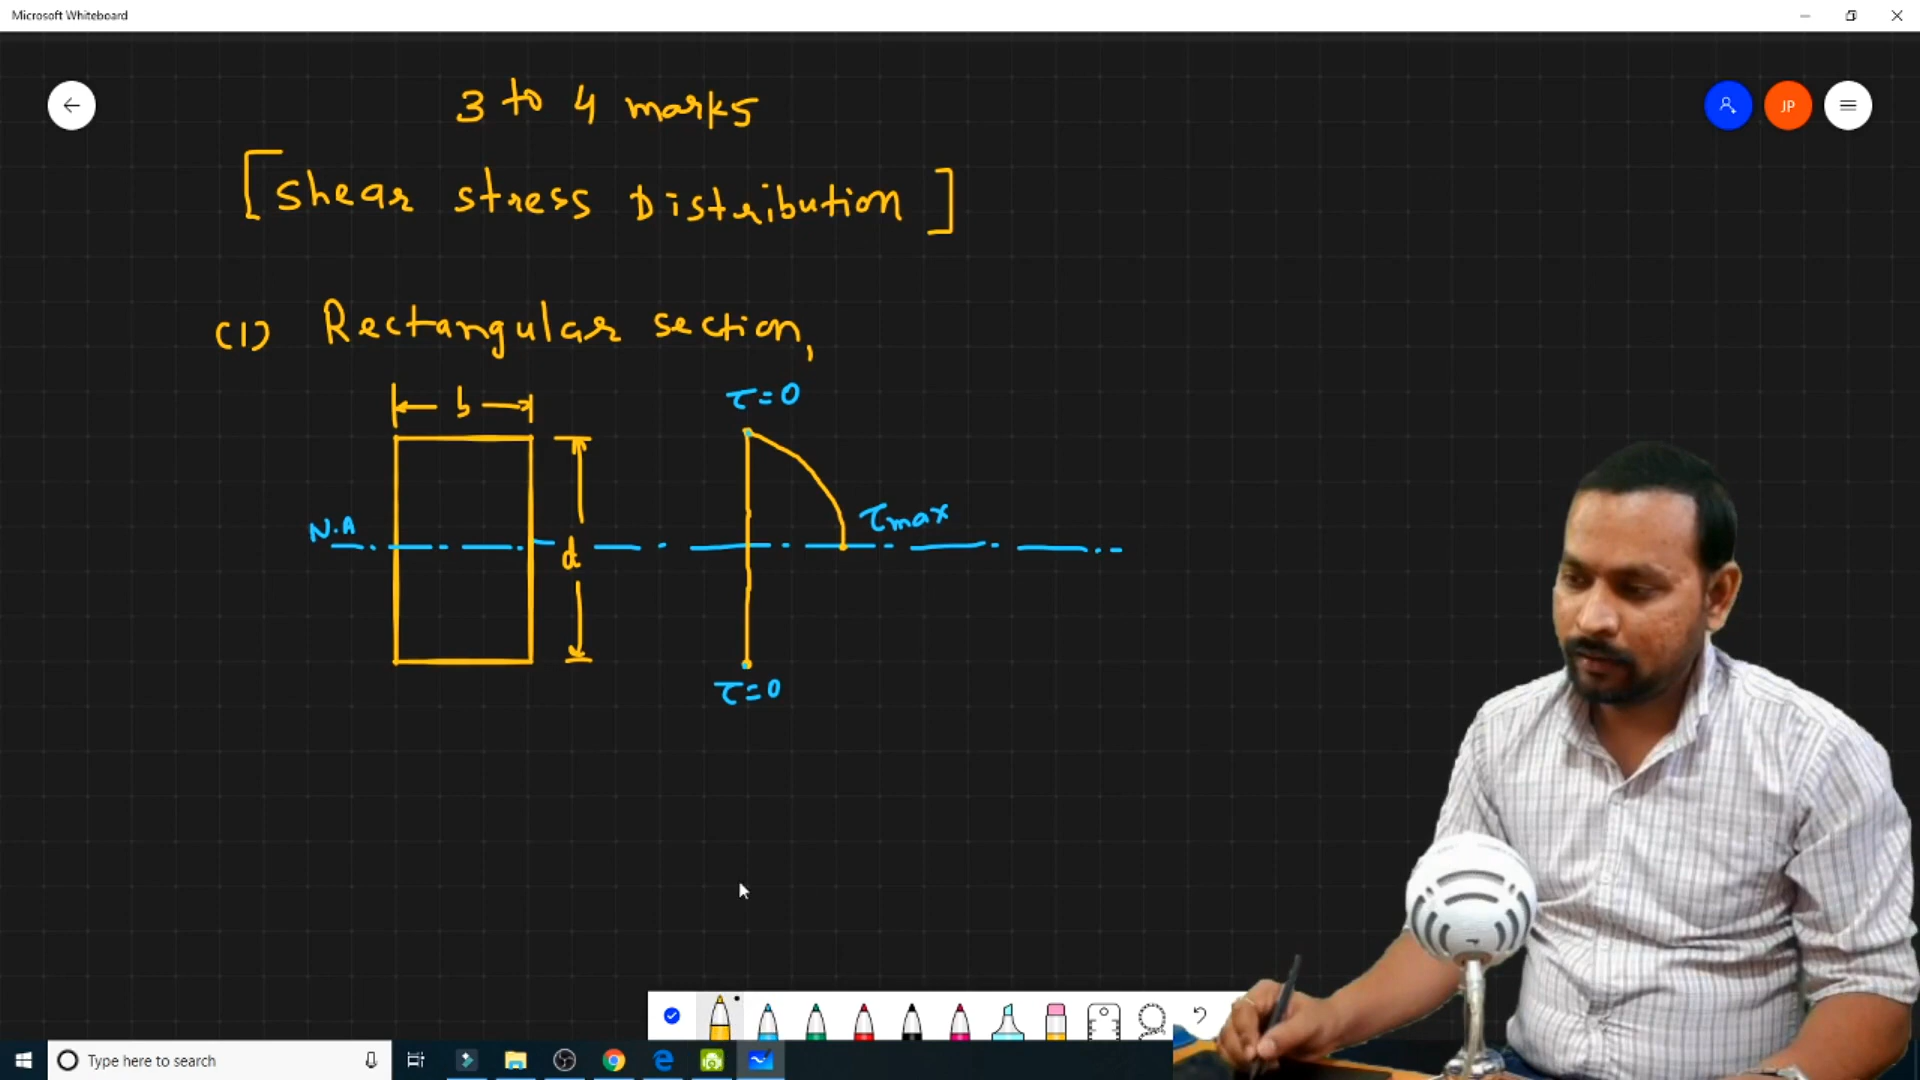 Microsoft Whiteboard
3 to 4 marks
[Shear stress Distribution]
JP
(1) Rectangular section,
b
τ=0
N.A
τmax
d
τ=0
Type here to search